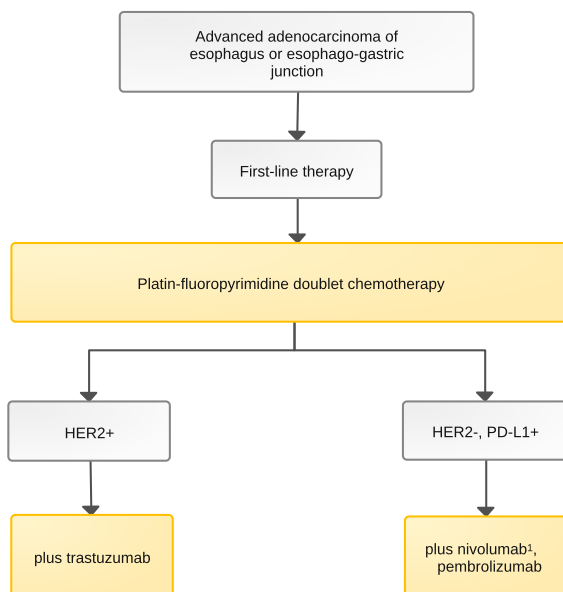 Advanced adenocarcinoma of
esophagus or esophago-gastric
junction
First-line therapy
Platin-fluoropyrimidine doublet chemotherapy
HER2+
HER2-, PD-L1+
plus trastuzumab
plus nivolumab¹,
pembrolizumab